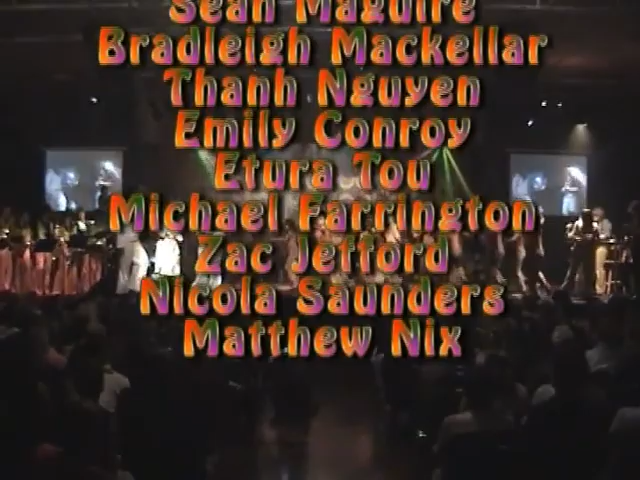 Sean Maguire
Bradleigh Mackellar
Thanh Nguyen
Emily Conroy
Etura Tou
Michael Farrington
Zac Jefford
Nicola Saunders
Matthew Nix